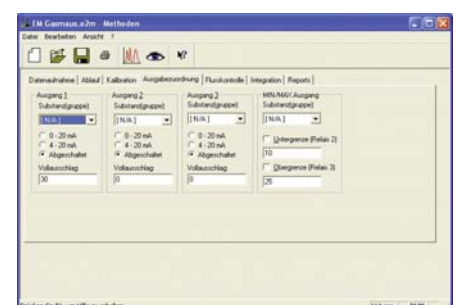 EM Gasmaus.o2m - Methoden
Datei Bearbeiten Ansicht ?
Datenaufnahme Ablauf Kalibration Ausgabezuordnung Flusskontrolle Integration Reports
Ausgang 1 Ausgang 2 Ausgang 3 MIN/MAX Ausgang
Substanz(gruppe) Substanz(gruppe) Substanz(gruppe) Substanz(gruppe)
[ N/A ] [ N/A ] [ N/A ] [ N/A ]
0 - 20 mA 0 - 20 mA 0 - 20 mA Untergrenze (Relais 2)
4 - 20 mA 4 - 20 mA 4 - 20 mA 10
Abgeschaltet Abgeschaltet Abgeschaltet Obergrenze (Relais 3)
Vollausschlag Vollausschlag Vollausschlag
30 0 0 25